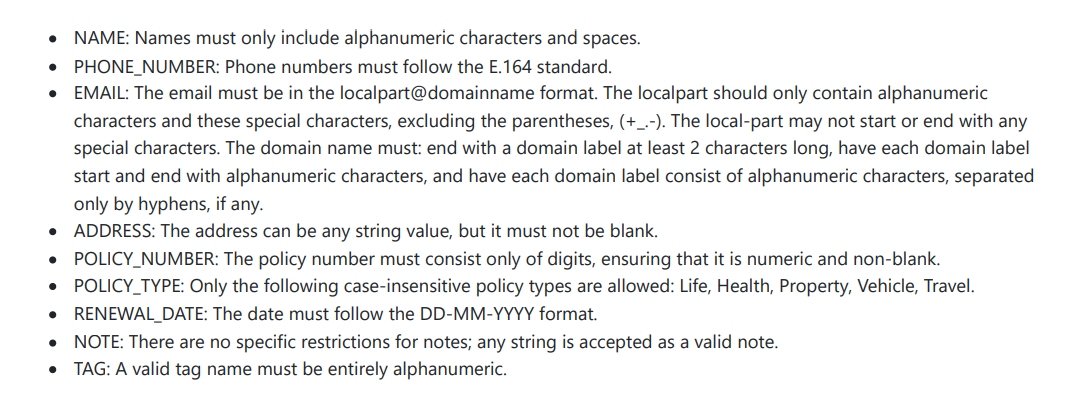 • NAME: Names must only include alphanumeric characters and spaces.
• PHONE_NUMBER: Phone numbers must follow the E.164 standard.
• EMAIL: The email must be in the localpart@domainname format. The localpart should only contain alphanumeric
characters and these special characters, excluding the parentheses, (+_.-). The local-part may not start or end with any
special characters. The domain name must: end with a domain label at least 2 characters long, have each domain label
start and end with alphanumeric characters, and have each domain label consist of alphanumeric characters, separated
only by hyphens, if any.
• ADDRESS: The address can be any string value, but it must not be blank.
• POLICY_NUMBER: The policy number must consist only of digits, ensuring that it is numeric and non-blank.
• POLICY_TYPE: Only the following case-insensitive policy types are allowed: Life, Health, Property, Vehicle, Travel.
• RENEWAL_DATE: The date must follow the DD-MM-YYYY format.
• NOTE: There are no specific restrictions for notes; any string is accepted as a valid note.
• TAG: A valid tag name must be entirely alphanumeric.